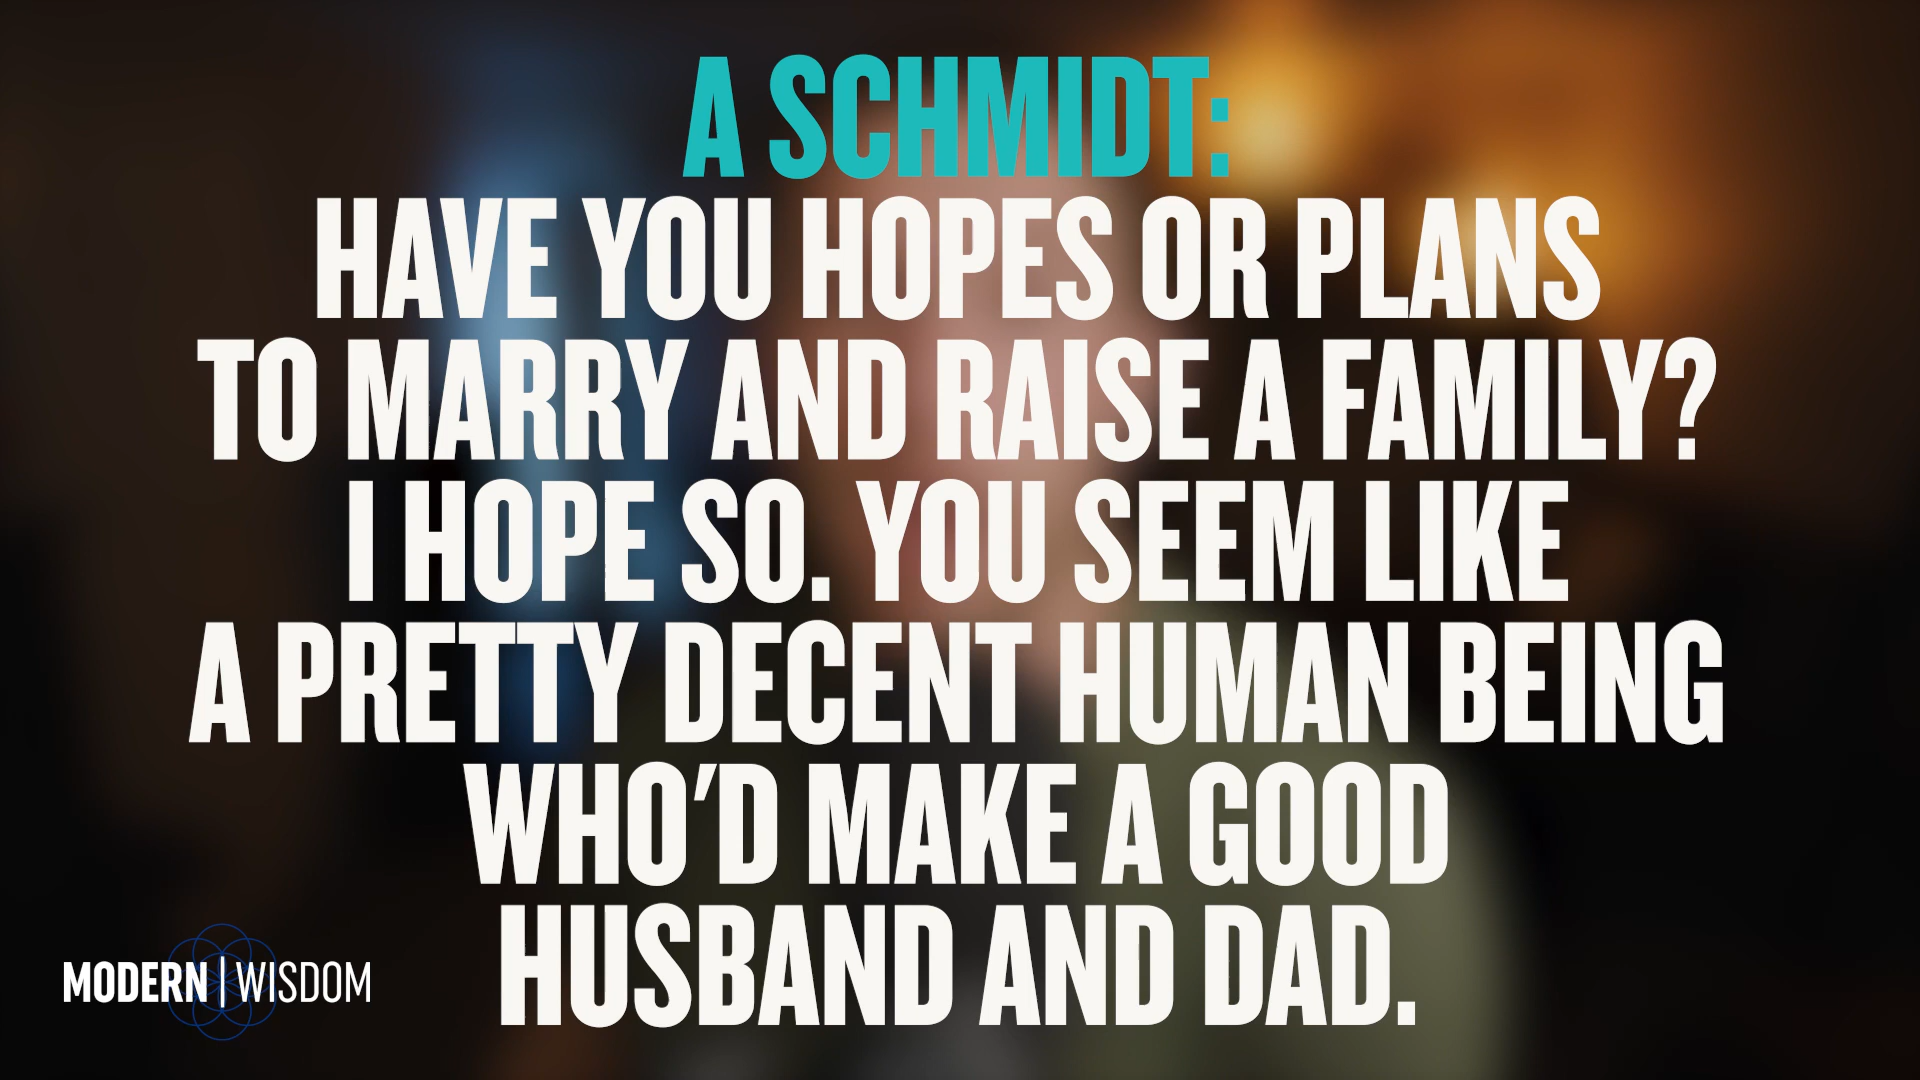 A SCHMIDT:
HAVE YOU HOPES OR PLANS
TO MARRY AND RAISE A FAMILY?
I HOPE SO. YOU SEEM LIKE
A PRETTY DECENT HUMAN BEING
WHO'D MAKE A GOOD
HUSBAND AND DAD.
MODERN|WISDOM